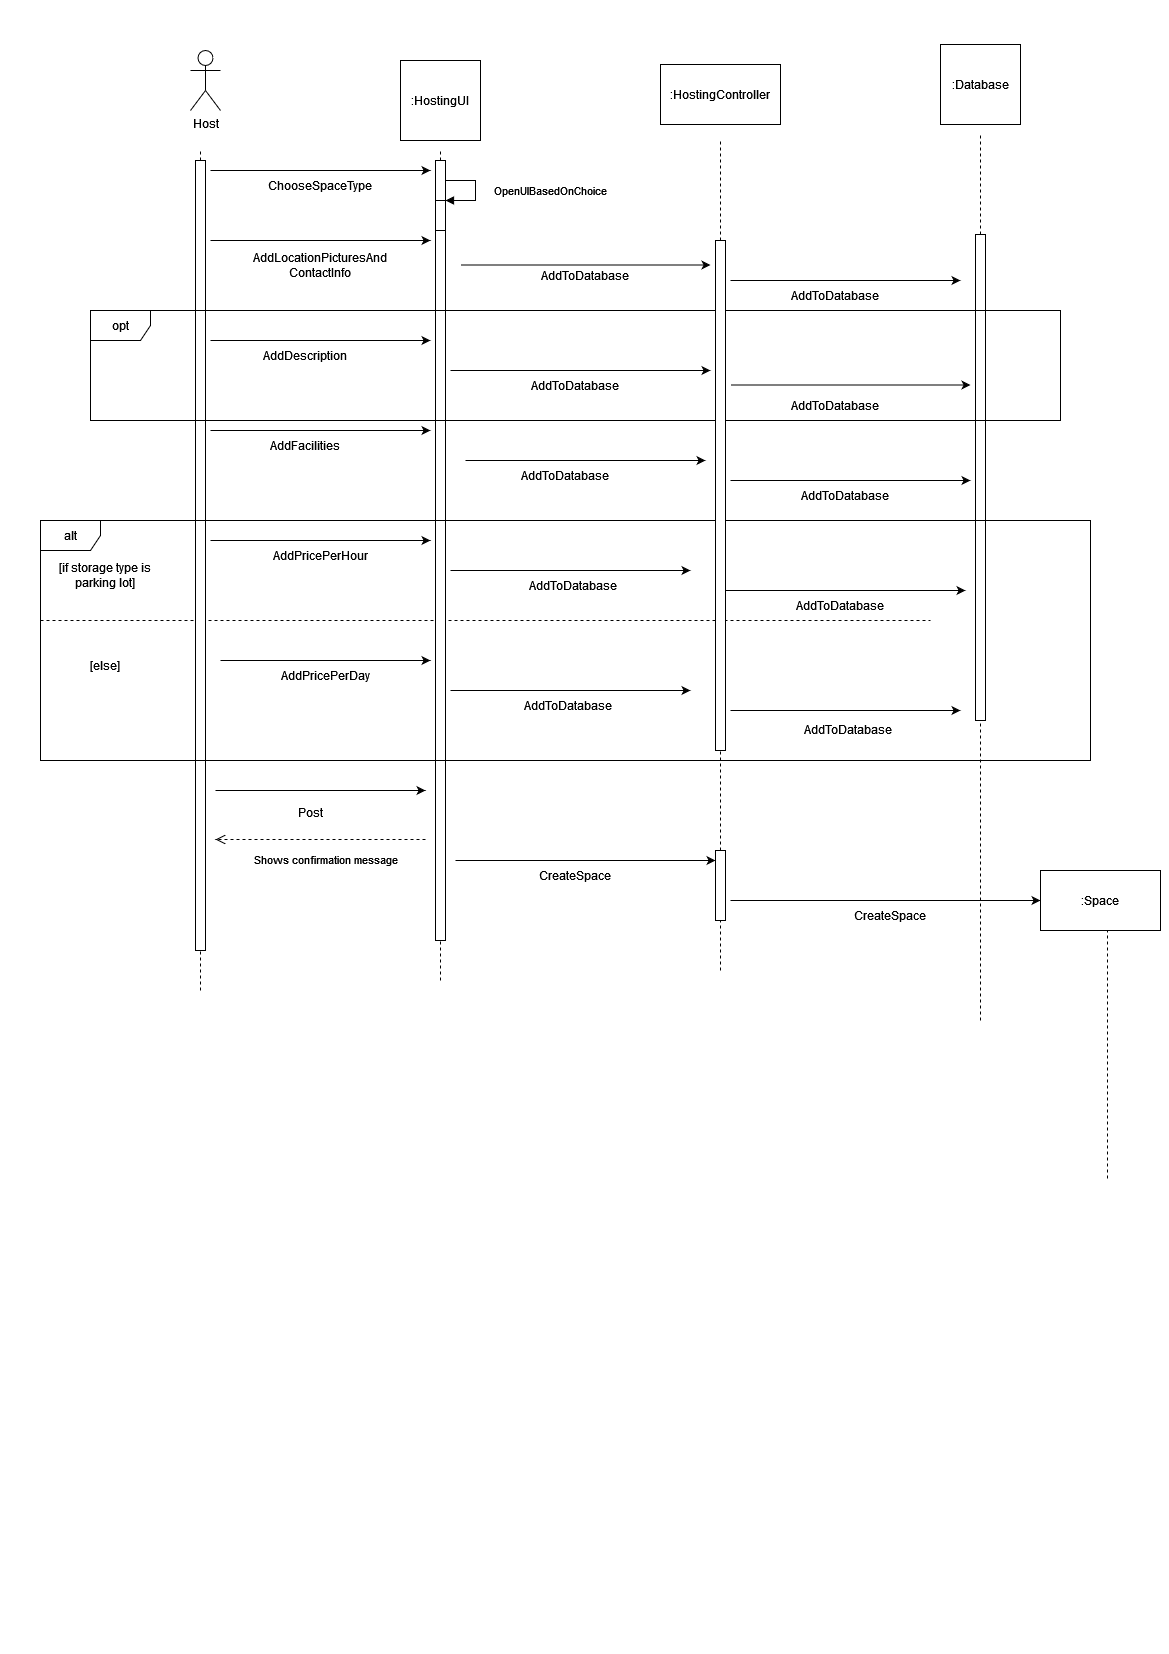 Host
:HostingUI
:HostingController
:Database
ChooseSpaceType
OpenUIBasedOnChoice
AddLocationPicturesAnd
ContactInfo
AddToDatabase
AddToDatabase
opt
AddDescription
AddToDatabase
AddToDatabase
AddFacilities
AddToDatabase
AddToDatabase
alt
[if storage type is
parking lot]
AddPricePerHour
AddToDatabase
AddToDatabase
[else]
AddPricePerDay
AddToDatabase
AddToDatabase
Post
Shows confirmation message
CreateSpace
CreateSpace
:Space